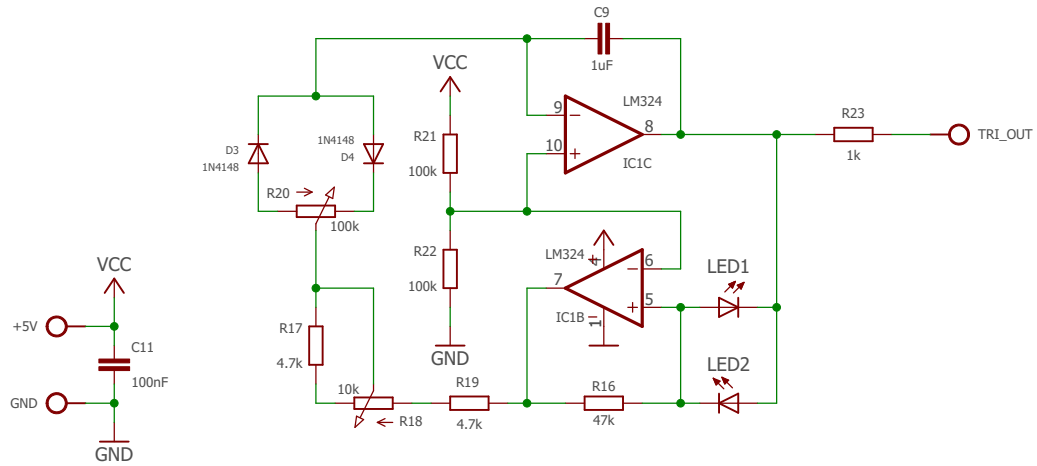 C9
1uF
VCC
LM324
9
8
10
IC1C
R23
1k
TRI_OUT
D3
1N4148
1N4148
D4
R21
100k
R20
100k
R22
100k
VCC
LM324
4
6
7
5
IC1B
1
LED1
+5V
C11
100nF
R17
4.7k
GND
LED2
10k
R18
R19
4.7k
R16
47k
GND
GND